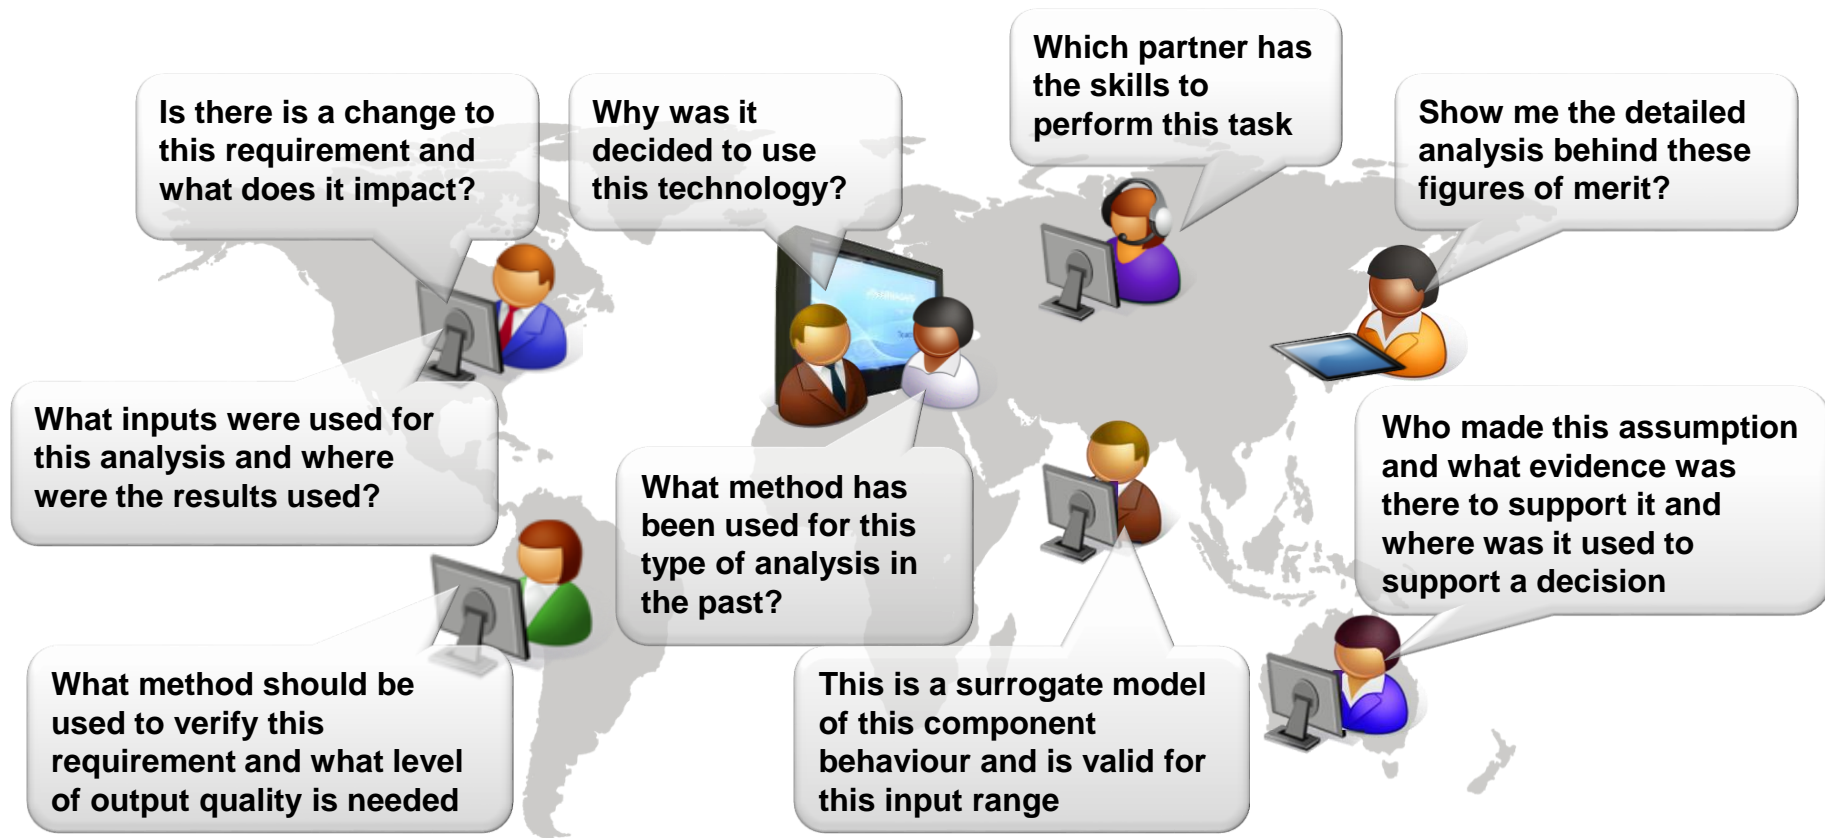 Is there is a change to
this requirement and
what does it impact?
Why was it
decided to use
this technology?
Which partner has
the skills to
perform this task
Show me the detailed
analysis behind these
figures of merit?
What inputs were used for
this analysis and where
were the results used?
What method has
been used for this
type of analysis in
the past?
Who made this assumption
and what evidence was
there to support it and
where was it used to
support a decision
What method should be
used to verify this
requirement and what level
of output quality is needed
This is a surrogate model
of this component
behaviour and is valid for
this input range